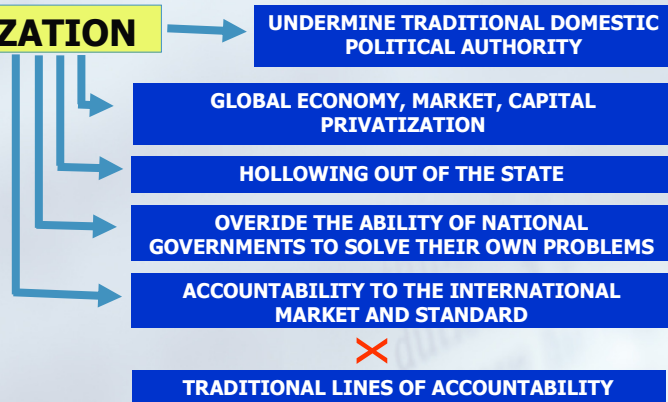 ZATION
UNDERMINE TRADITIONAL DOMESTIC
POLITICAL AUTHORITY
GLOBAL ECONOMY, MARKET, CAPITAL
PRIVATIZATION
HOLLOWING OUT OF THE STATE
OVERIDE THE ABILITY OF NATIONAL
GOVERNMENTS TO SOLVE THEIR OWN PROBLEMS
ACCOUNTABILITY TO THE INTERNATIONAL
MARKET AND STANDARD
X
TRADITIONAL LINES OF ACCOUNTABILITY